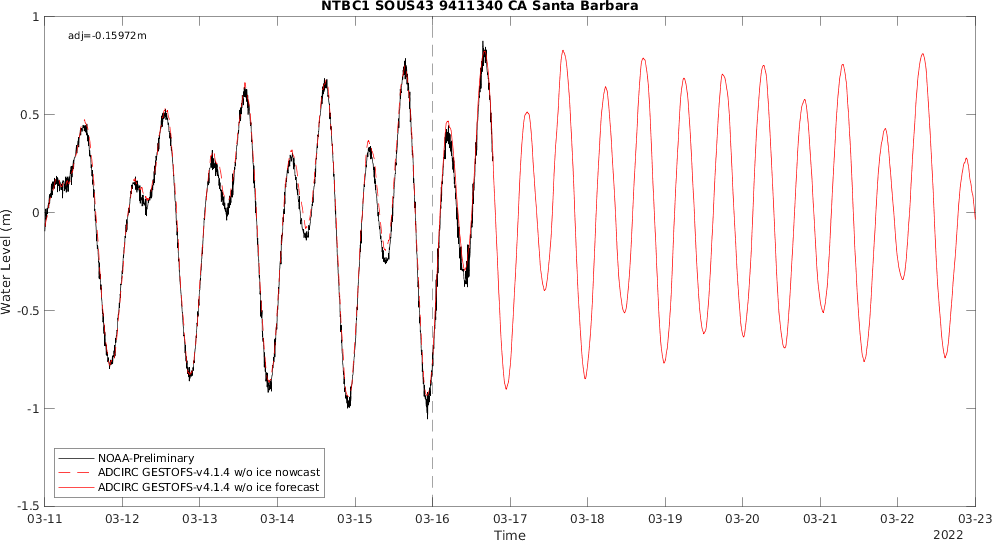 NTBC1 SOUS43 9411340 CA Santa Barbara
adj=-0.15972m
1
0.5
0
-0.5
-1
-1.5
Water Level (m)
NOAA-Preliminary
ADCIRC GESTOFS-v4.1.4 w/o ice nowcast
ADCIRC GESTOFS-v4.1.4 w/o ice forecast
03-11 03-12 03-13 03-14 03-15 03-16 03-17 03-18 03-19 03-20 03-21 03-22 03-23
Time
2022